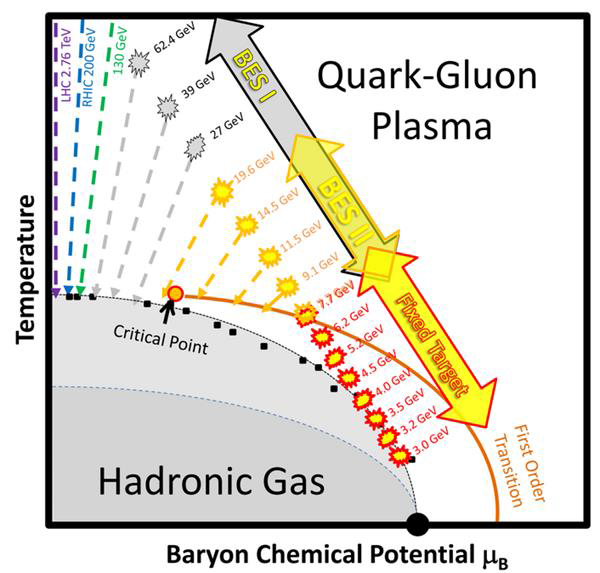 LHC 2.76 TeV
RHIC 200 GeV
130 GeV
62.4 GeV
39 GeV
27 GeV
19.6 GeV
14.5 GeV
11.5 GeV
9.1 GeV
7.7 GeV
6.2 GeV
5.2 GeV
4.5 GeV
4.0 GeV
3.5 GeV
3.2 GeV
3.0 GeV
BES I
BES II
Fixed Target
Quark-Gluon
Plasma
Temperature
Critical Point
First Order
Transition
Hadronic Gas
Baryon Chemical Potential μB